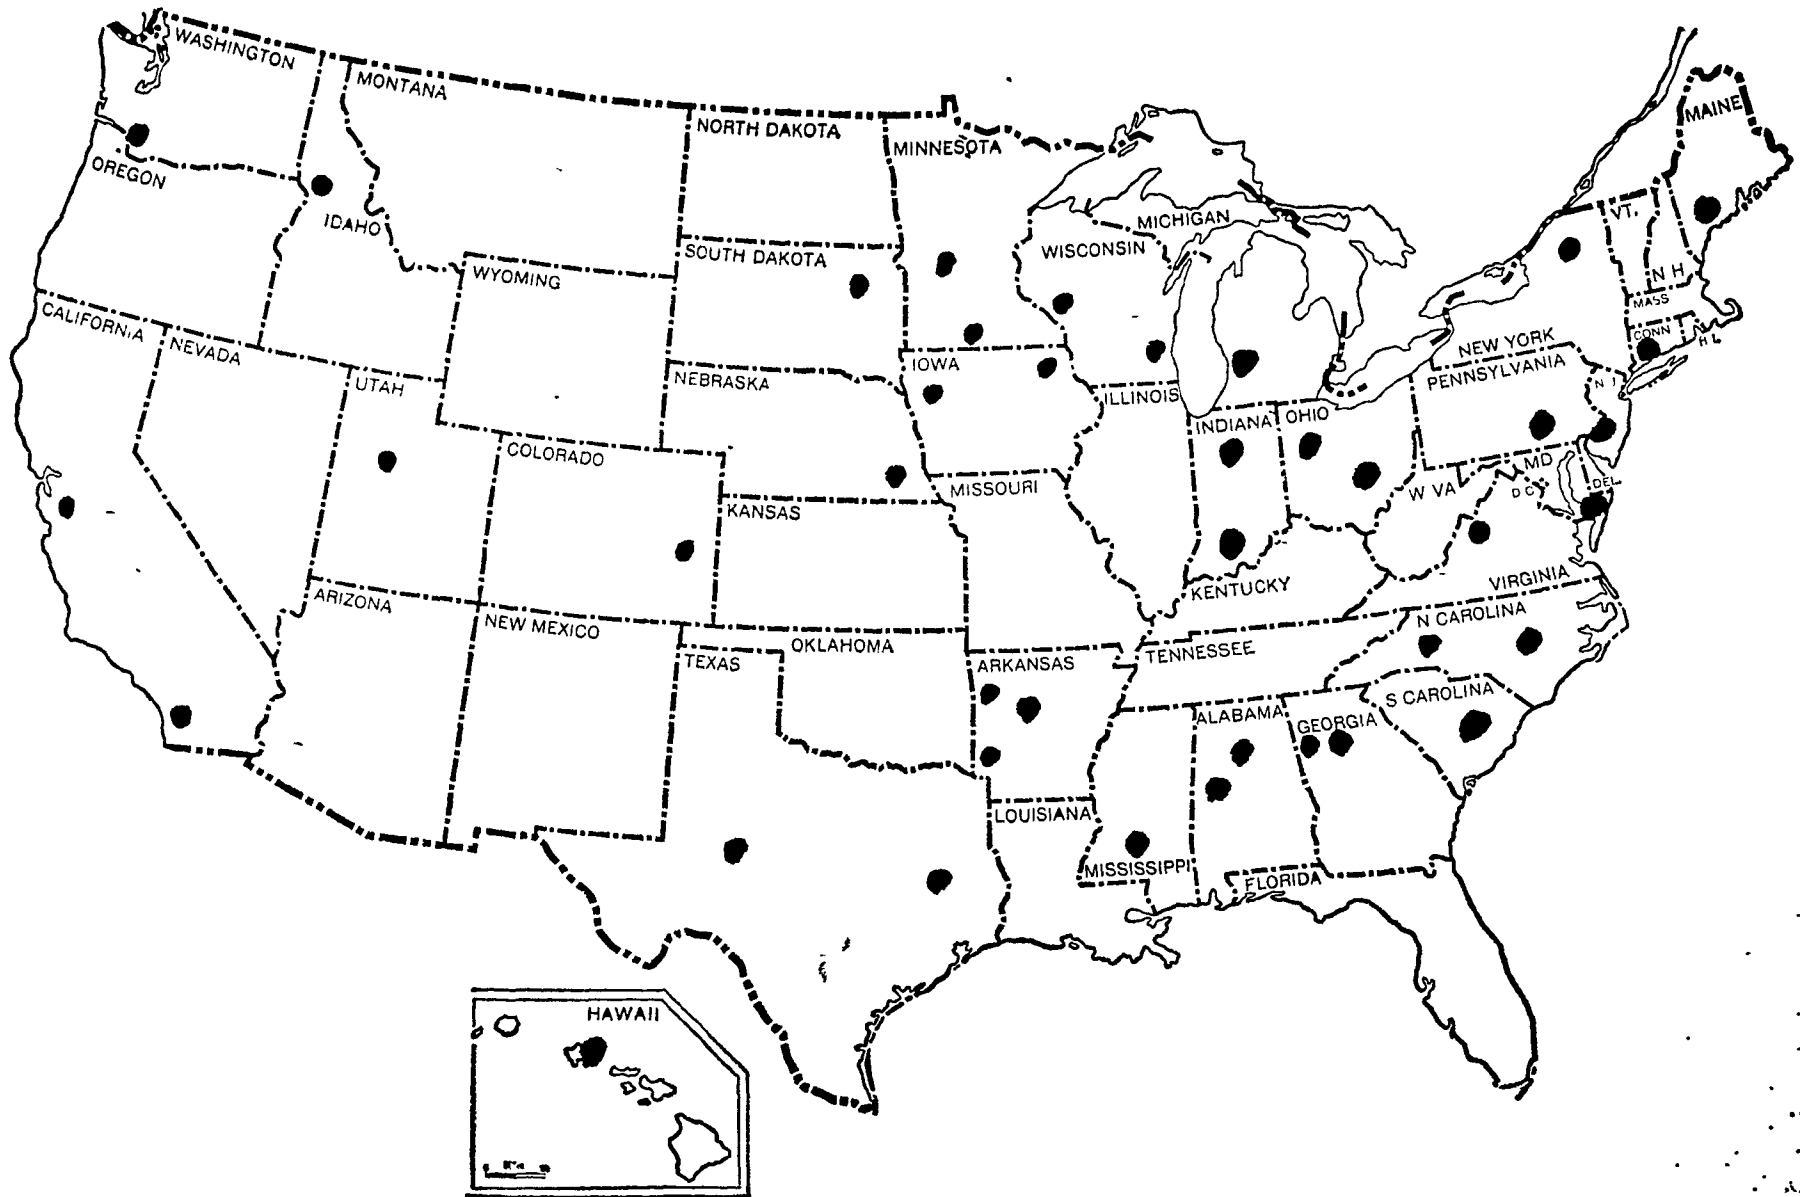 WASHINGTON
MONTANA
NORTH DAKOTA
MINNESOTA
MAINE
OREGON
IDAHO
SOUTH DAKOTA
WYOMING
WISCONSIN
MICHIGAN
VT.
N H
MASS
CONN
CALIFORNIA
NEVADA
UTAH
NEBRASKA
IOWA
ILLINOIS
INDIANA
OHIO
NEW YORK
PENNSYLVANIA
N J
COLORADO
KANSAS
MISSOURI
W VA
MD
D C
DEL
KENTUCKY
VIRGINIA
ARIZONA
NEW MEXICO
OKLAHOMA
TEXAS
ARKANSAS
TENNESSEE
N CAROLINA
S CAROLINA
ALABAMA
GEORGIA
LOUISIANA
MISSISSIPPI
FLORIDA
HAWAII